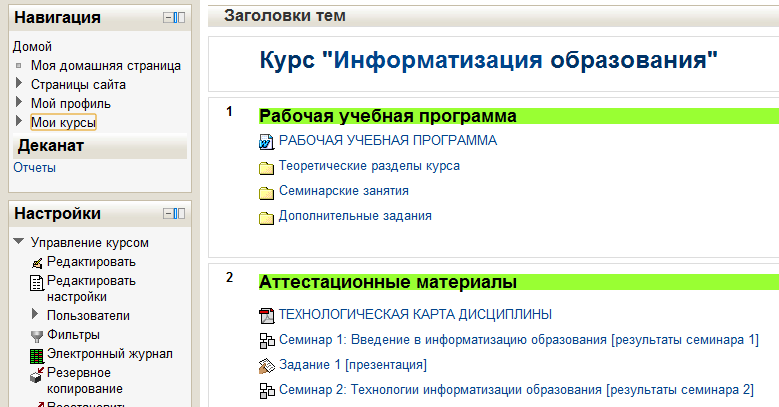 Навигация
Домой
Моя домашняя страница
Страницы сайта
Мой профиль
Мои курсы
Деканат
Отчеты
Настройки
Управление курсом
Редактировать
Редактировать
настройки
Пользователи
Фильтры
Электронный журнал
Резервное
копирование
Восстановить
Заголовки тем
Курс "Информатизация образования"
1
Рабочая учебная программа
РАБОЧАЯ УЧЕБНАЯ ПРОГРАММА
Теоретические разделы курса
Семинарские занятия
Дополнительные задания
2
Аттестационные материалы
ТЕХНОЛОГИЧЕСКАЯ КАРТА ДИСЦИПЛИНЫ
Семинар 1: Введение в информатизацию образования [результаты семинара 1]
Задание 1 [презентация]
Семинар 2: Технологии информатизации образования [результаты семинара 2]